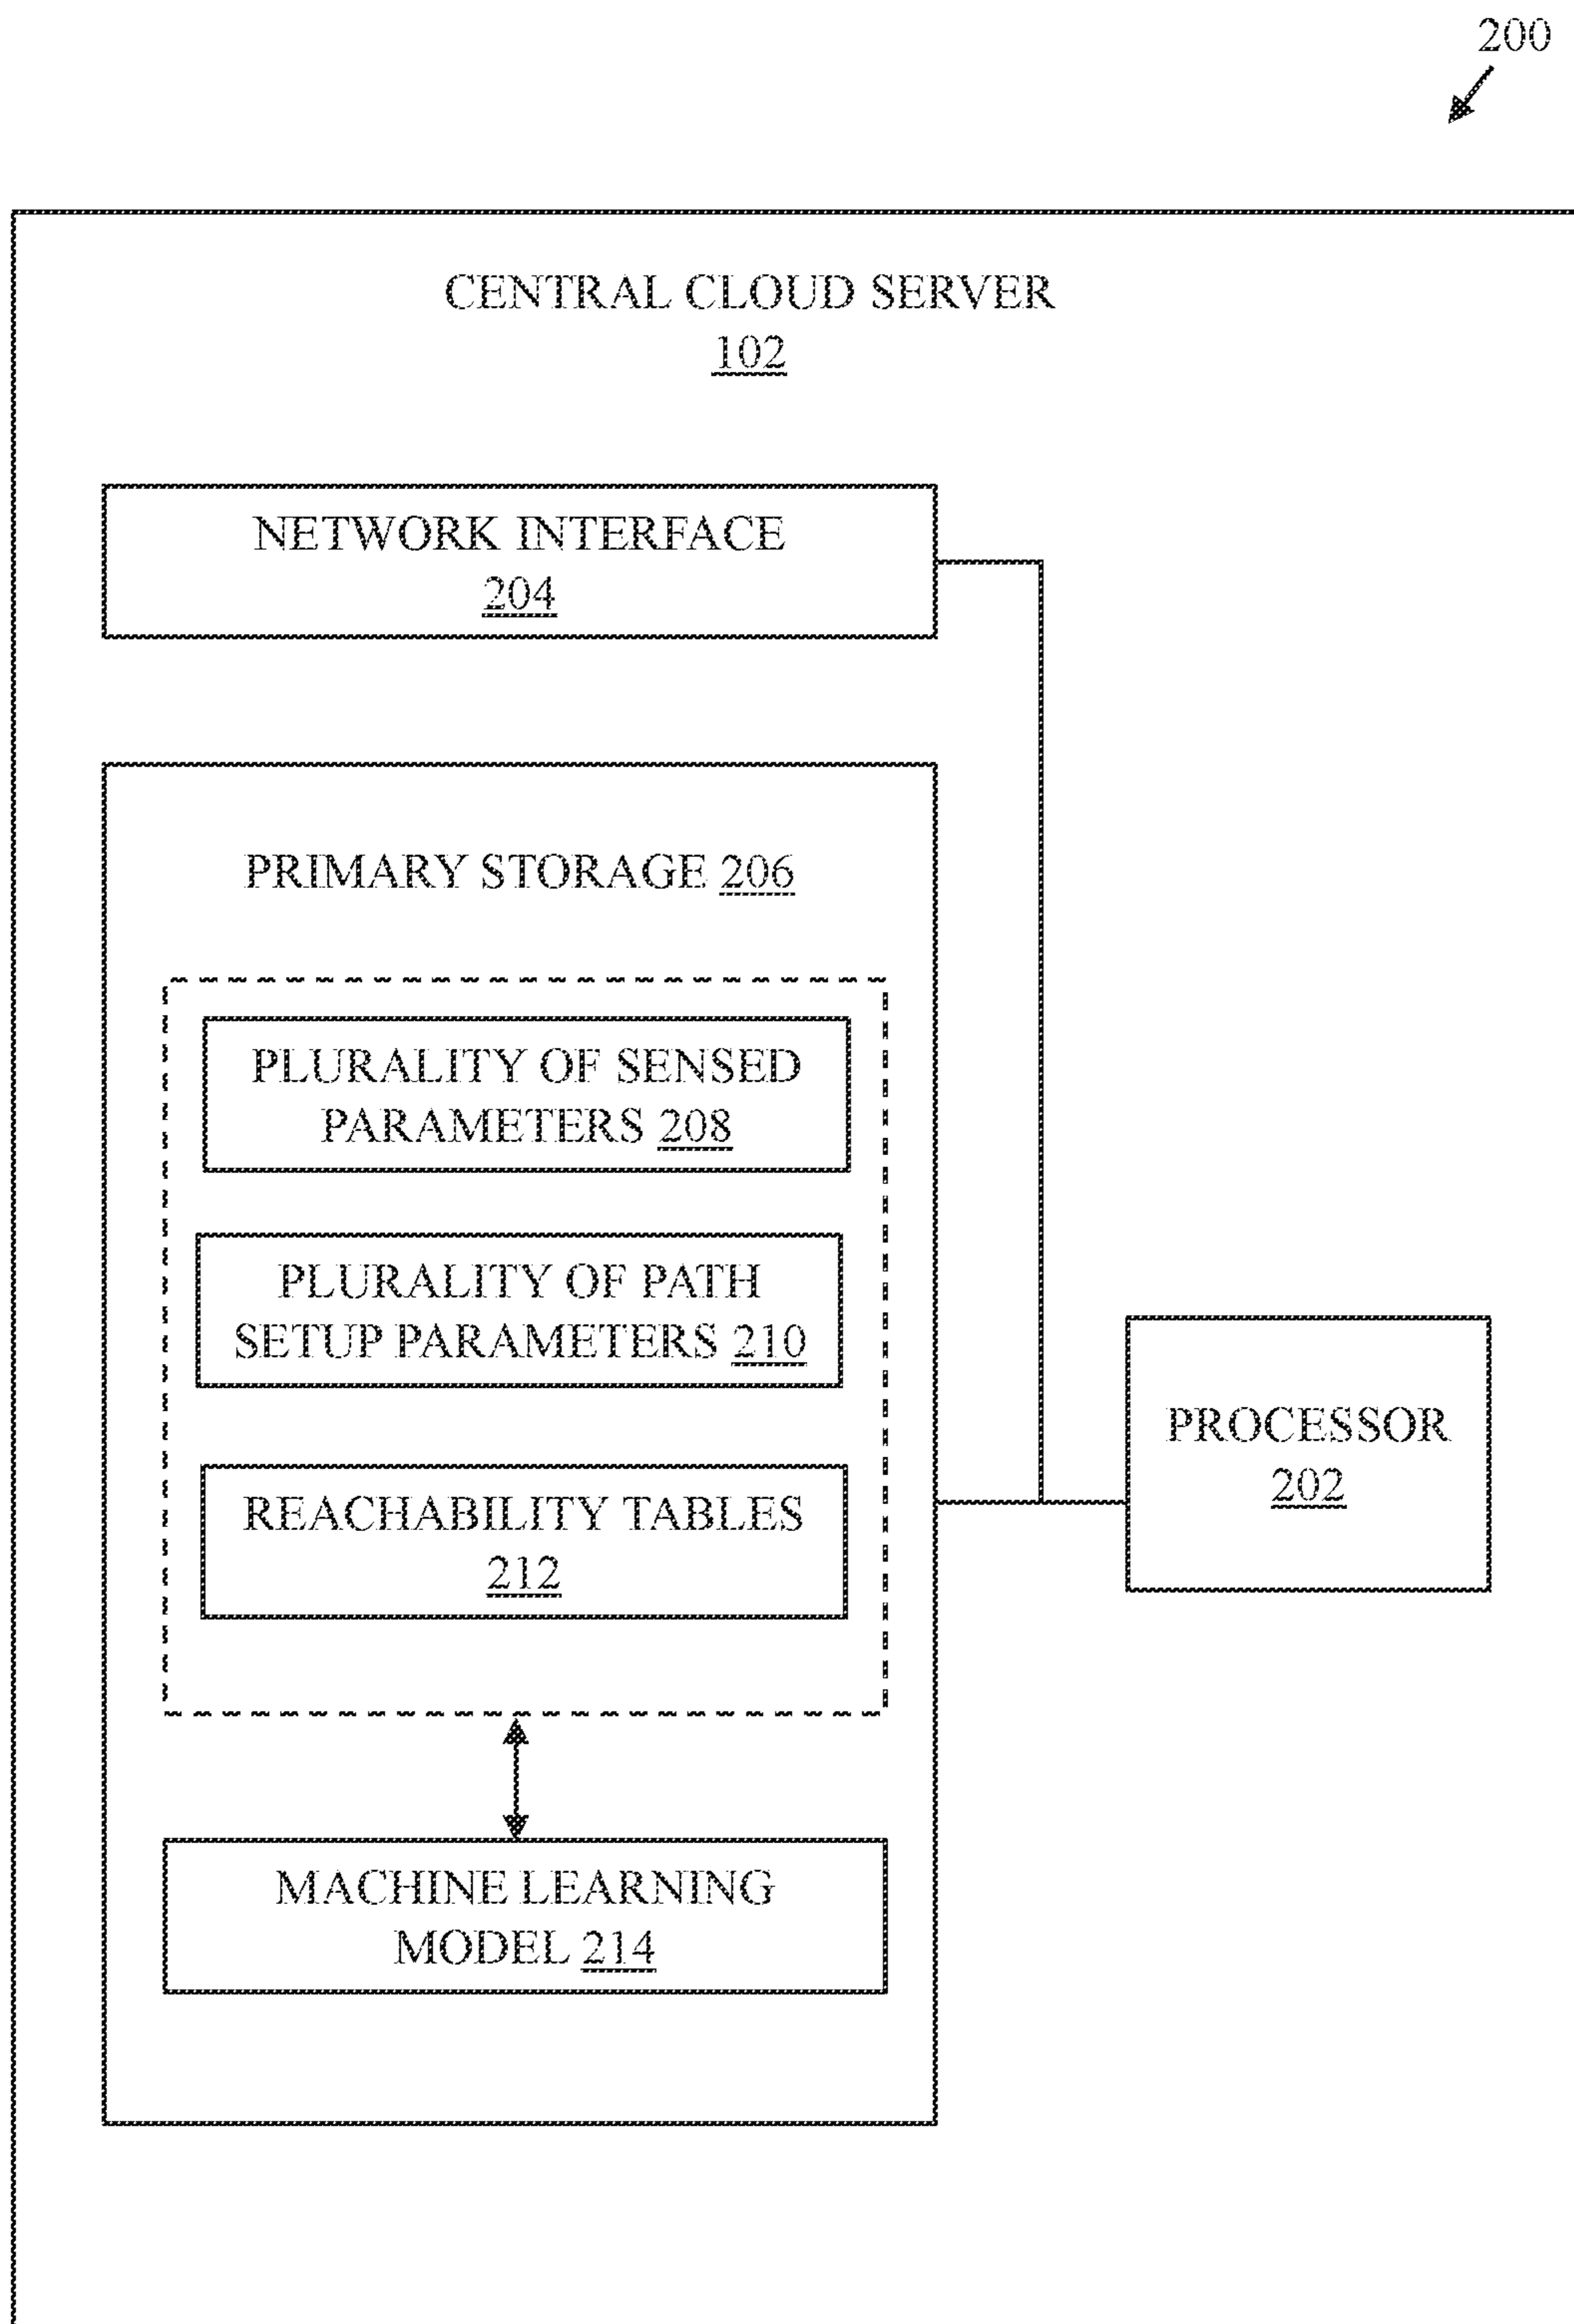 200
CENTRAL CLOUD SERVER
102
NETWORK INTERFACE
204
PRIMARY STORAGE 206
PLURALITY OF SENSED
PARAMETERS 208
PLURALITY OF PATH
SETUP PARAMETERS 210
REACHABILITY TABLES
212
PROCESSOR
202
MACHINE LEARNING
MODEL 214